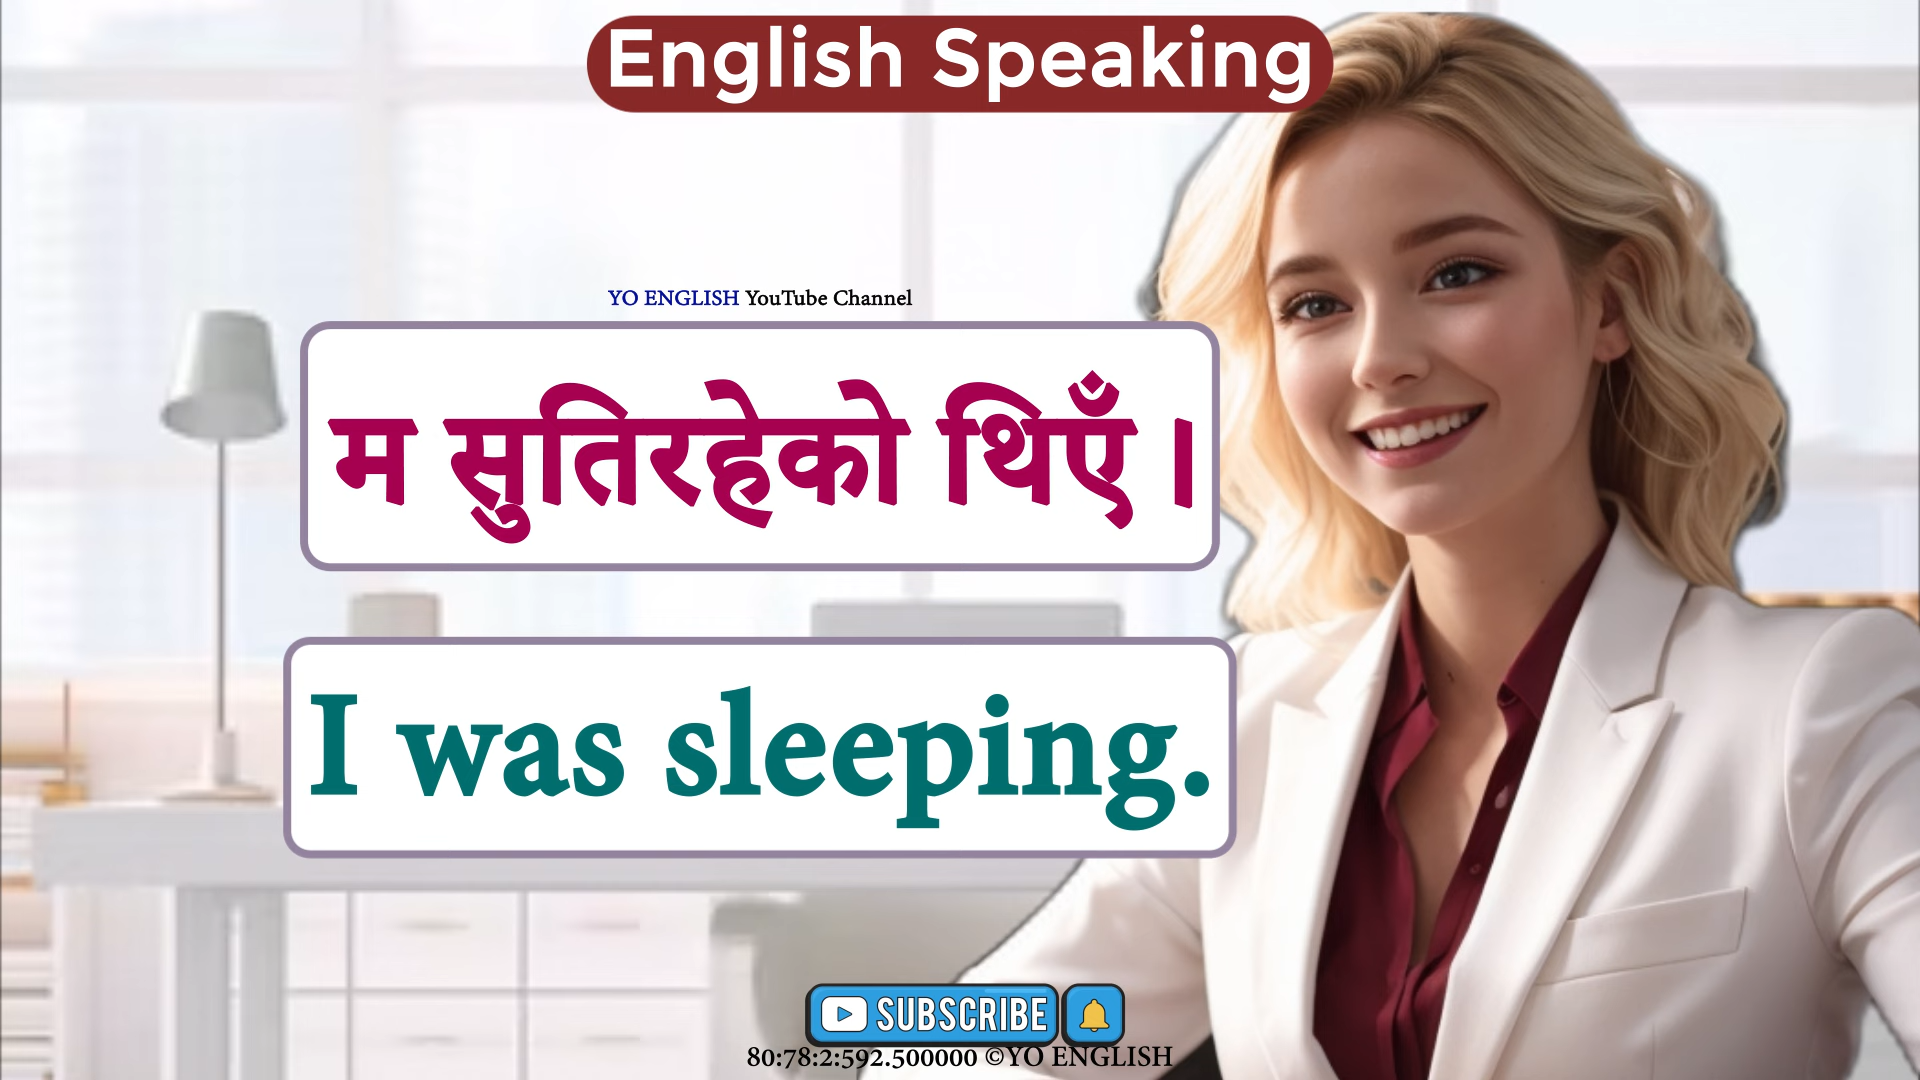 English Speaking
YO ENGLISH YouTube Channel
म सुतिरहेको थिएँ ।
I was sleeping.
SUBSCRIBE
80:78:2:592.500000 ©YO ENGLISH